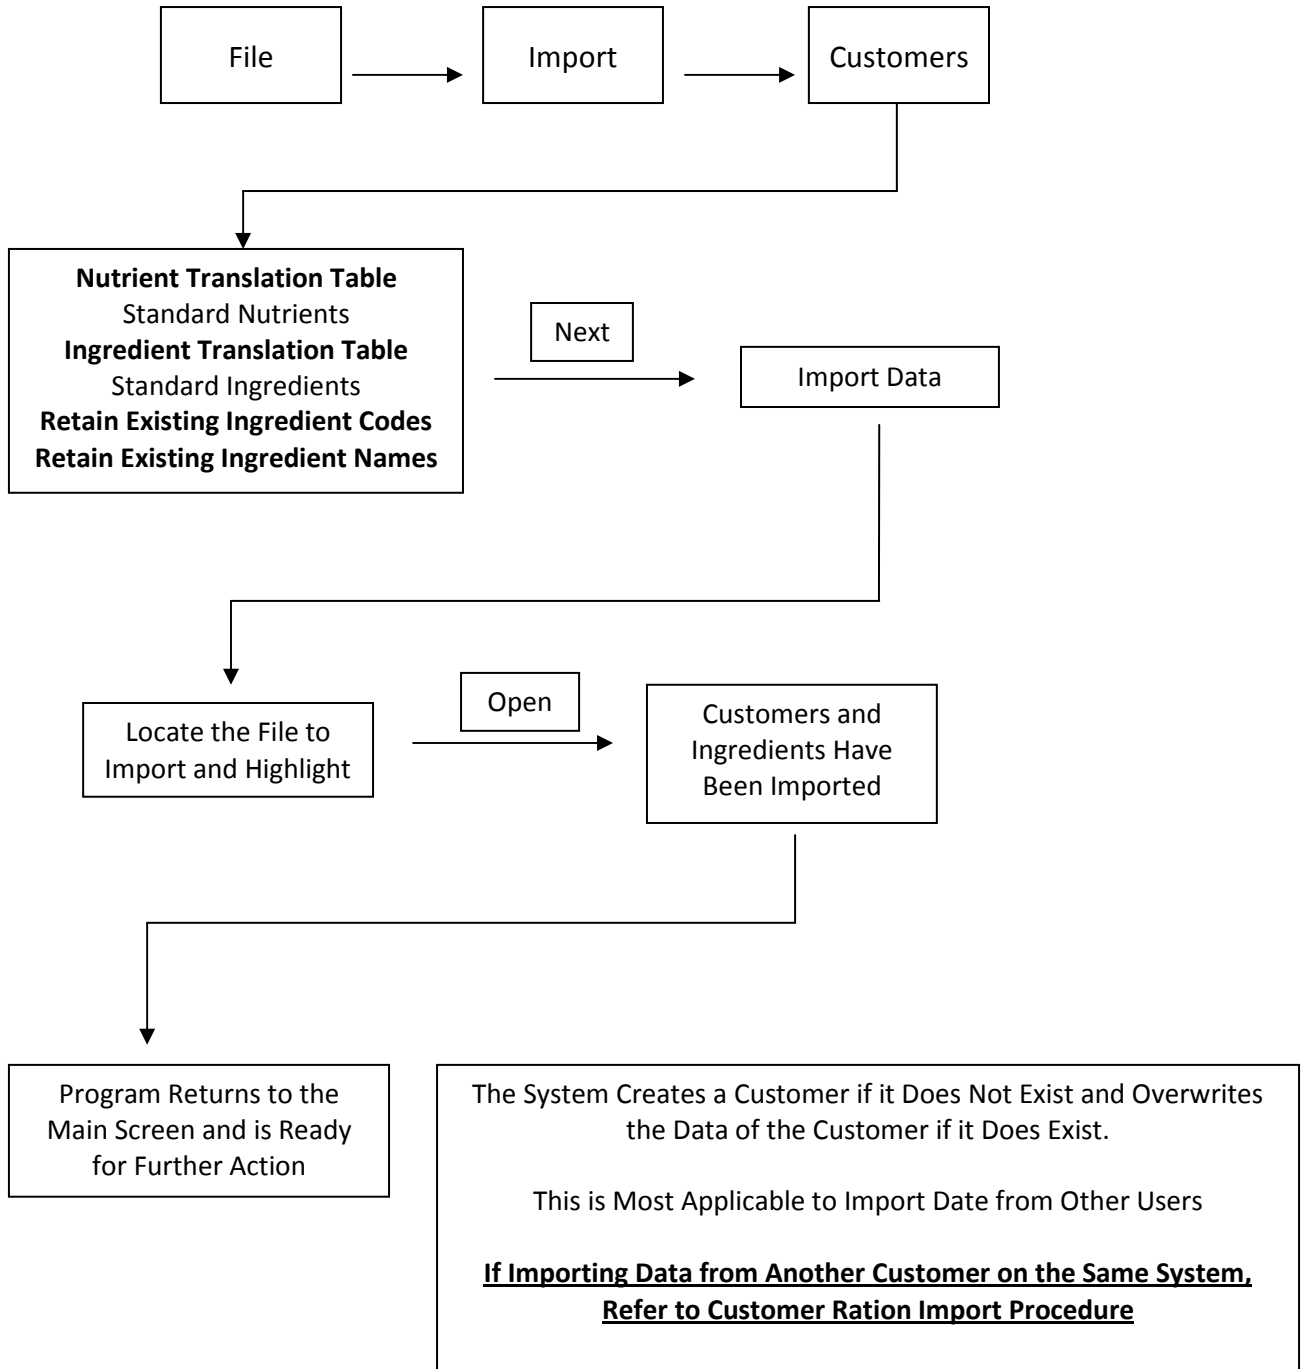 File
Import
Customers
Nutrient Translation Table
Standard Nutrients
Ingredient Translation Table
Standard Ingredients
Retain Existing Ingredient Codes
Retain Existing Ingredient Names
Next
Import Data
Locate the File to
Import and Highlight
Open
Customers and
Ingredients Have
Been Imported
Program Returns to the
Main Screen and is Ready
for Further Action
The System Creates a Customer if it Does Not Exist and Overwrites
the Data of the Customer if it Does Exist.
This is Most Applicable to Import Date from Other Users
If Importing Data from Another Customer on the Same System,
Refer to Customer Ration Import Procedure